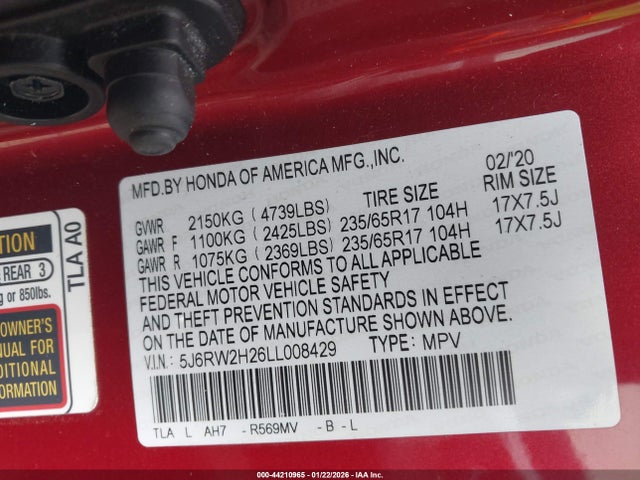 MFD.BY HONDA OF AMERICA MFG.,INC. 02/'20
TIRE SIZE RIM SIZE
GVWR 2150KG (4739LBS)
GAWR F 1100KG (2425LBS) 235/65R17 104H 17X7.5J
GAWR R 1075KG (2369LBS) 235/65R17 104H 17X7.5J
THIS VEHICLE CONFORMS TO ALL APPLICABLE
FEDERAL MOTOR VEHICLE SAFETY
AND THEFT PREVENTION STANDARDS IN EFFECT
ON THE DATE OF MANUFACTURE SHOWN ABOVE.
V.I.N.: 5J6RW2H26LL008429 TYPE: MPV
TLA L AH7 - R569MV - B - L
TION
REAR 3
g or 850lbs.
OWNER'S
NUAL FOR
DITIONAL
ORMATION
TLA A0
000-44210965 - 01/22/2026 - IAA Inc.